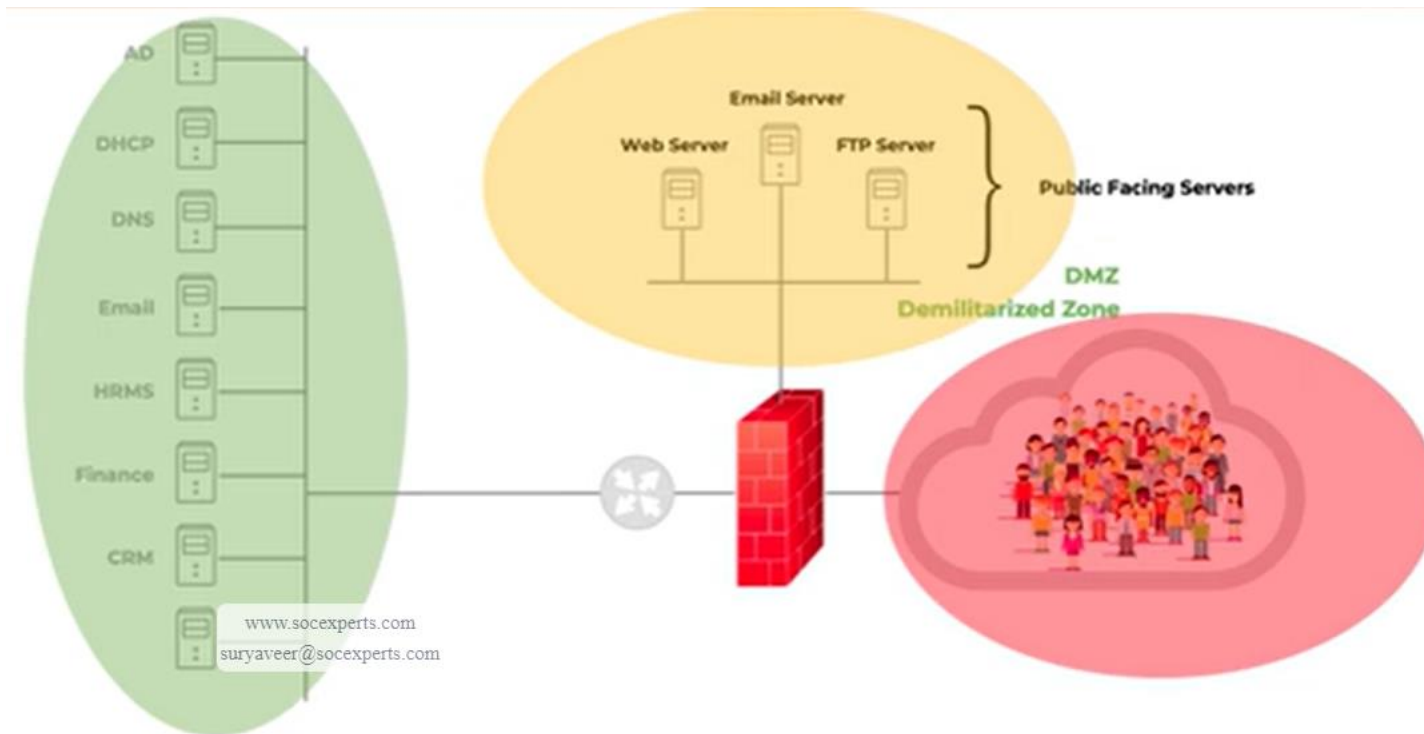 AD
DHCP
DNS
Email
HRMS
Finance
CRM
www.socexperts.com
suryaveer@socexperts.com
Email Server
Web Server
FTP Server
Public Facing Servers
DMZ
Demilitarized Zone